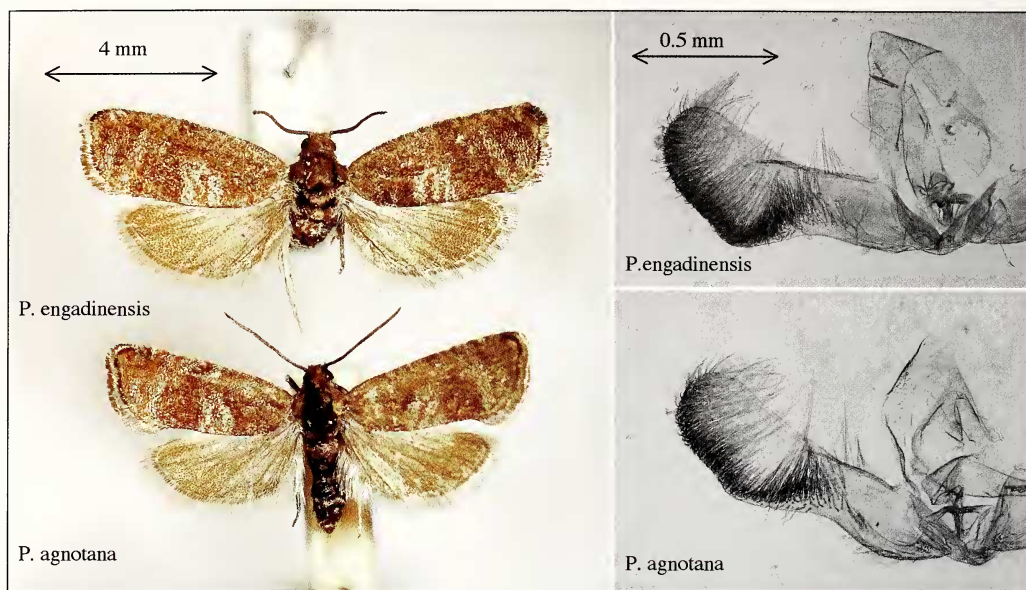 4 mm
P. engadinensis
P. agnotana
0.5 mm
P.engadinensis
P. agnotana